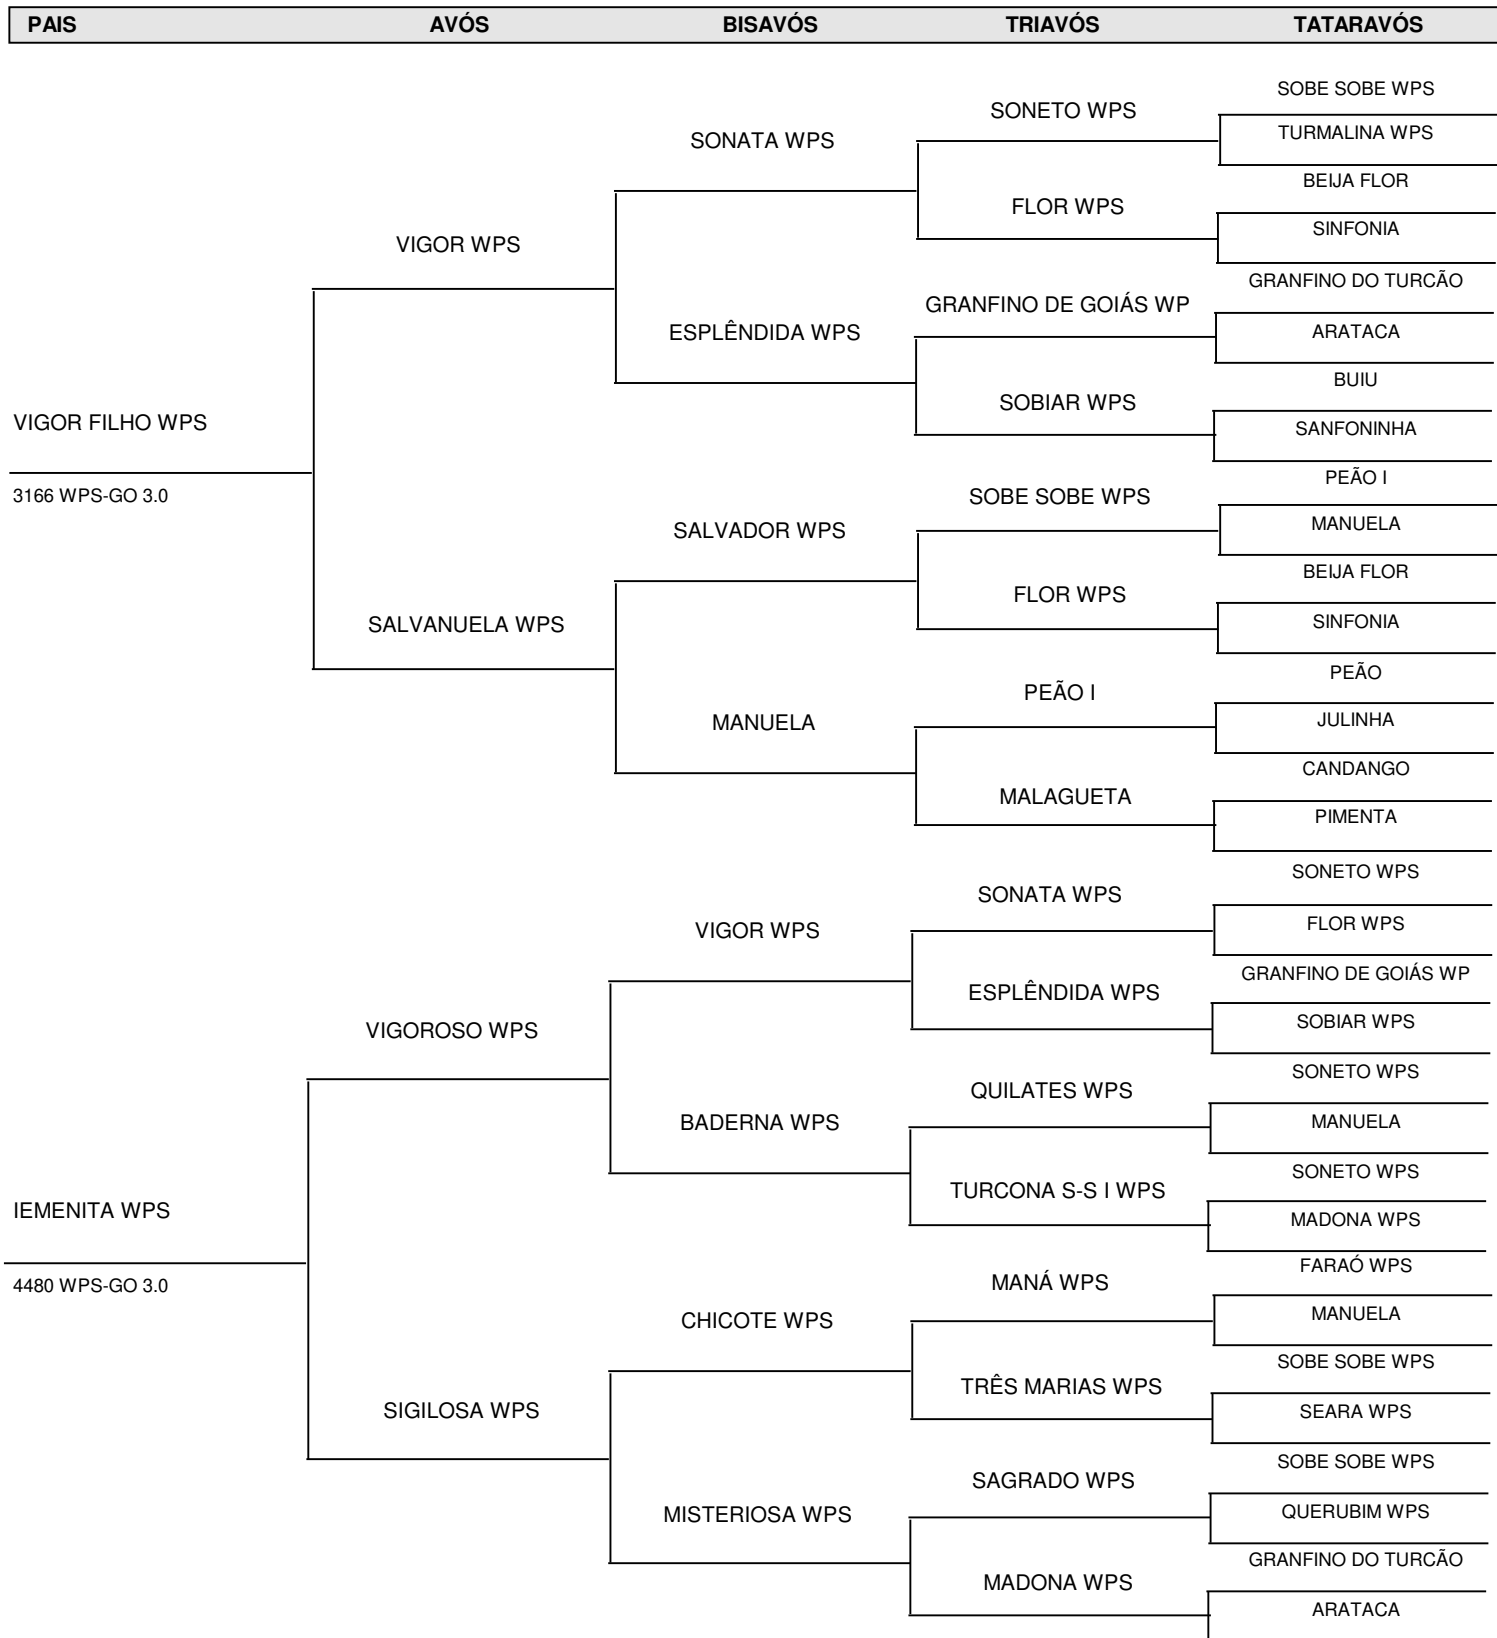 PAIS AVÓS BISAVÓS TRIAVÓS TATARAVÓS
SOBE SOBE WPS
SONETO WPS
TURMALINA WPS
SONATA WPS
BEIJA FLOR
FLOR WPS
SINFONIA
VIGOR WPS
GRANFINO DO TURCÃO
GRANFINO DE GOIÁS WP
ARATACA
ESPLÊNDIDA WPS
BUIU
SOBIAR WPS
SANFONINHA
VIGOR FILHO WPS
3166 WPS-GO 3.0
PEÃO I
SOBE SOBE WPS
MANUELA
SALVADOR WPS
BEIJA FLOR
FLOR WPS
SINFONIA
SALVANUELA WPS
PEÃO
PEÃO I
JULINHA
MANUELA
CANDANGO
MALAGUETA
PIMENTA
SONETO WPS
SONATA WPS
FLOR WPS
VIGOR WPS
GRANFINO DE GOIÁS WP
ESPLÊNDIDA WPS
SOBIAR WPS
VIGOROSO WPS
SONETO WPS
QUILATES WPS
MANUELA
BADERNA WPS
SONETO WPS
TURCONA S-S I WPS
MADONA WPS
IEMENITA WPS
4480 WPS-GO 3.0
FARAÓ WPS
MANÁ WPS
MANUELA
CHICOTE WPS
SOBE SOBE WPS
TRÊS MARIAS WPS
SEARA WPS
SIGILOSA WPS
SOBE SOBE WPS
SAGRADO WPS
QUERUBIM WPS
MISTERIOSA WPS
GRANFINO DO TURCÃO
MADONA WPS
ARATACA